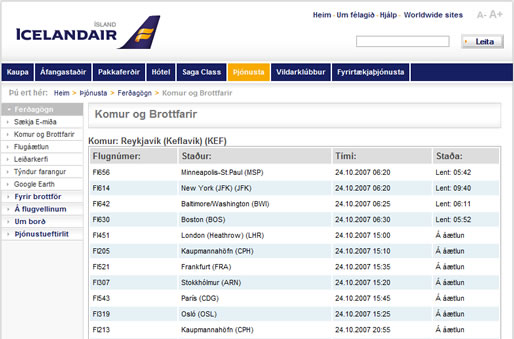 Heim · Um félagið · Hjálp · Worldwide sites A- A+
ÍSLAND
ICELANDAIR
Leita
Kaupa Áfangastaðir Pakkaferðir Hótel Saga Class Þjónusta Vildarklúbbur Fyrirtækjaþjónusta
Þú ert hér: Heim > Þjónusta > Ferðagögn > Komur og Brottfarir
Ferðagögn
Sækja E-miða
Komur og Brottfarir
Flugáætlun
Leiðarkerfi
Týndur farangur
Google Earth
Fyrir brottför
Á flugvellinum
Um borð
Þjónustueftirlit
Komur og Brottfarir
Komur: Reykjavík (Keflavík) (KEF)
Flugnúmer: Staður: Tími: Staða:
FI656 Minneapolis-St.Paul (MSP) 24.10.2007 06:20 Lent: 05:42
FI614 New York (JFK) (JFK) 24.10.2007 06:20 Lent: 09:40
FI642 Baltimore/Washington (BWI) 24.10.2007 06:25 Lent: 06:11
FI630 Boston (BOS) 24.10.2007 06:30 Lent: 05:52
FI451 London (Heathrow) (LHR) 24.10.2007 15:00 Á áætlun
FI205 Kaupmannahöfn (CPH) 24.10.2007 15:10 Á áætlun
FI521 Frankfurt (FRA) 24.10.2007 15:35 Á áætlun
FI307 Stokkhólmur (ARN) 24.10.2007 15:20 Á áætlun
FI543 París (CDG) 24.10.2007 15:45 Á áætlun
FI319 Osló (OSL) 24.10.2007 15:25 Á áætlun
FI213 Kaupmannahöfn (CPH) 24.10.2007 20:55 Á áætlun